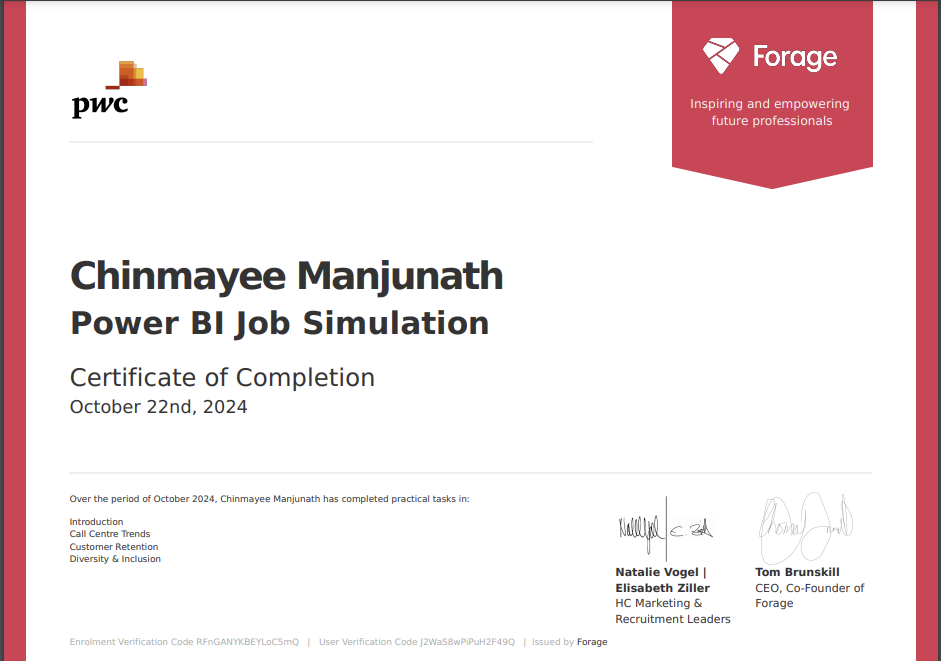 pwc
Forage
Inspiring and empowering
future professionals
Chinmayee Manjunath
Power BI Job Simulation
Certificate of Completion
October 22nd, 2024
Over the period of October 2024, Chinmayee Manjunath has completed practical tasks in:
Introduction
Call Centre Trends
Customer Retention
Diversity & Inclusion
Natalie Vogel |
Elisabeth Ziller
HC Marketing &
Recruitment Leaders
Tom Brunskill
CEO, Co-Founder of
Forage
Enrolment Verification Code RFnGANYKBEYLoC5mQ | User Verification Code J2WaS8wPiPuH2F49Q | Issued by Forage